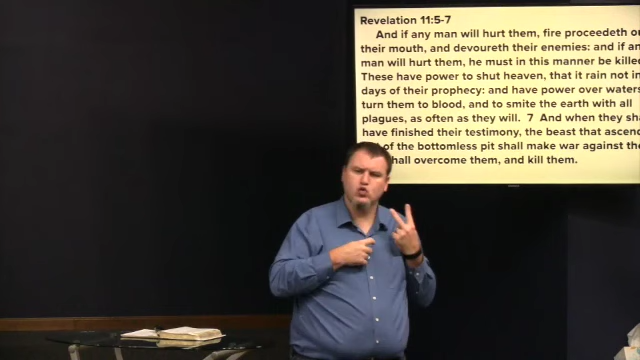 Revelation 11:5-7
And if any man will hurt them, fire proceedeth
their mouth, and devoureth their enemies: and if
man will hurt them, he must in this manner be
These have power to shut heaven, that it rain not in
days of their prophecy: and have power over
turn them to blood, and to smite the earth with all
plagues, as often as they will. 7 And when they
have finished their testimony, the beast that
of the bottomless pit shall make war against
overcome them, and kill them.